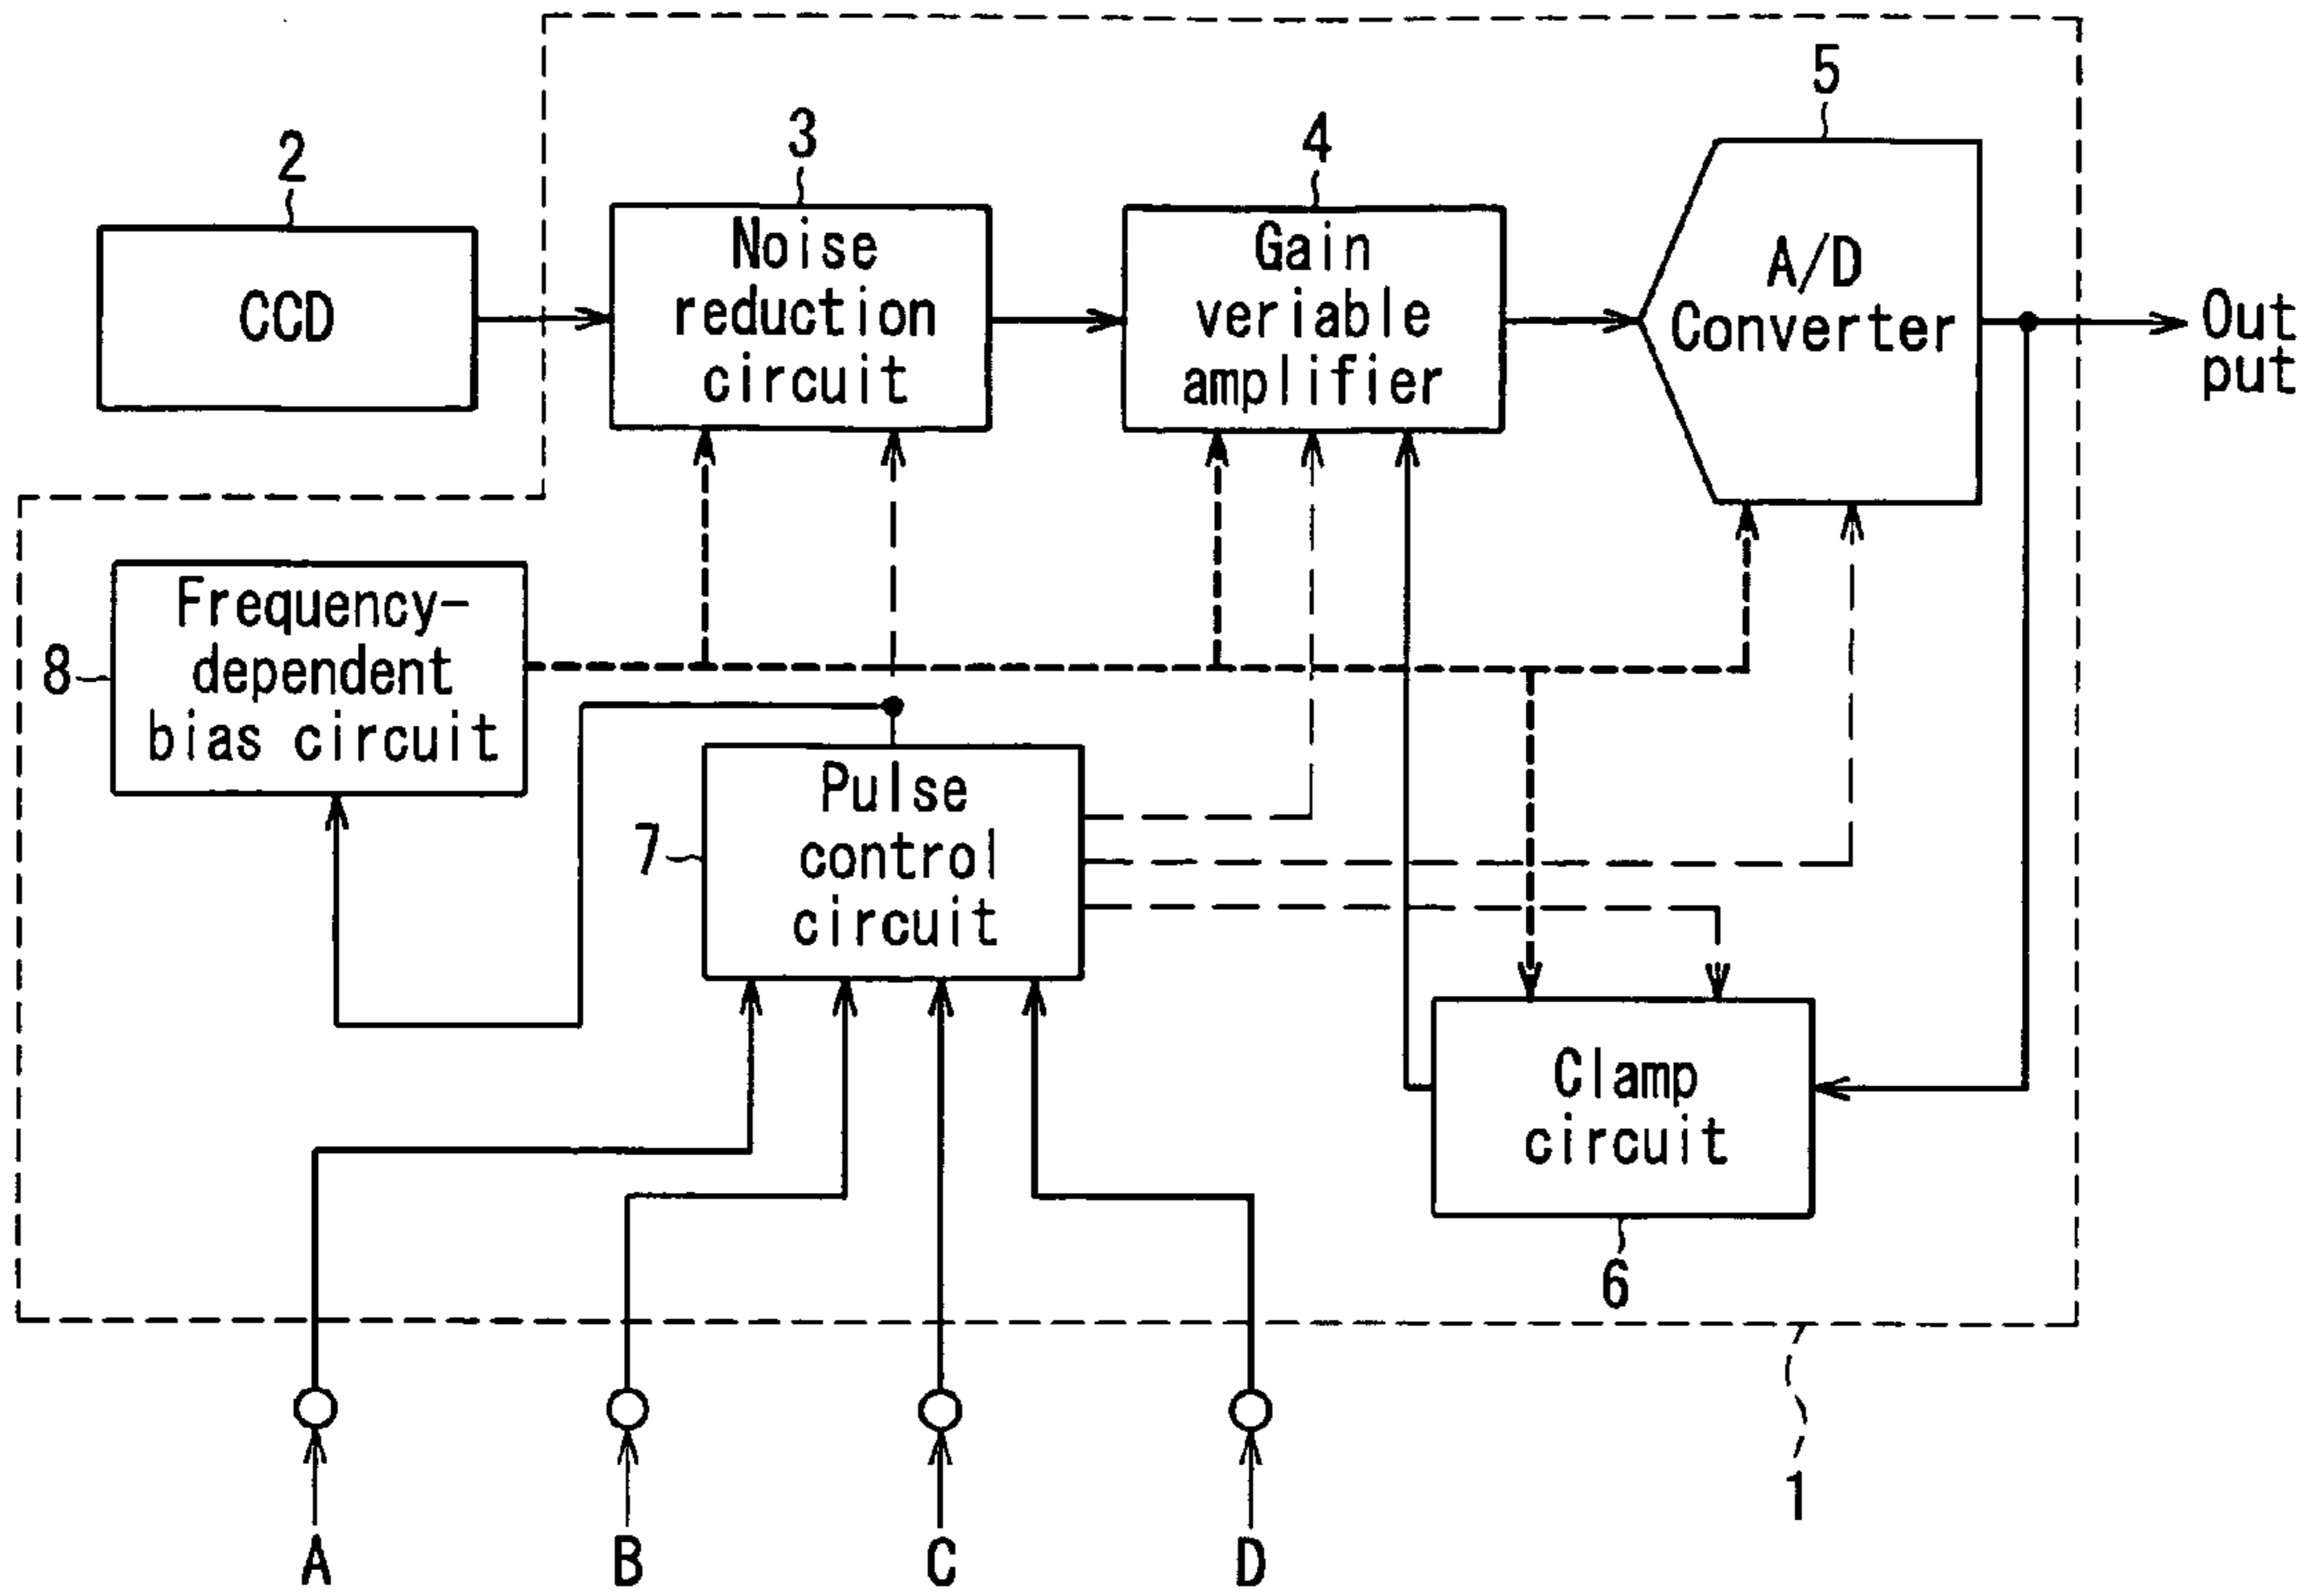 5
3
4
2
Noise
reduction
circuit
Gain
veriable
amplifier
A/D
Converter
CCD
Out
put
Frequency-
dependent
bias circuit
8
Pulse
control
circuit
7
Clamp
circuit
6
1
A
B
C
D